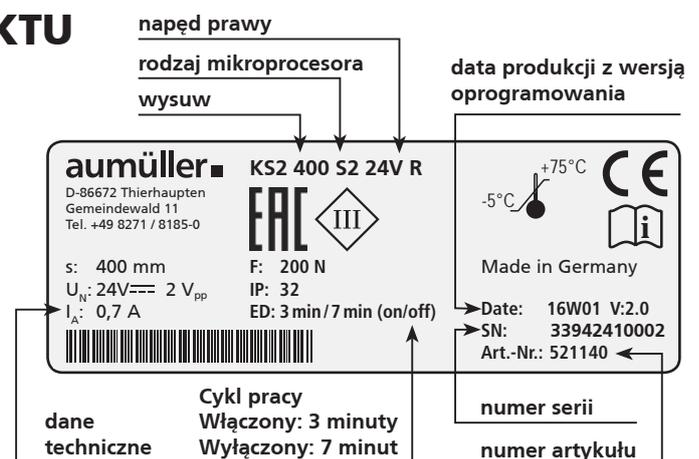 KTU
napęd prawy
rodzaj mikroprocesora
wysuw
data produkcji z wersją
oprogramowania
aumüller
KS2 400 S2 24V R
D-86672 Thierhaupten
Gemeindewald 11
Tel. +49 8271 / 8185-0
EAC
III
-5°C
+75°C
CE
i
s: 400 mm
F: 200 N
Made in Germany
UN: 24V 2 Vpp
IP: 32
IA: 0,7 A
ED: 3 min / 7 min (on/off)
Date: 16W01 V:2.0
SN: 33942410002
Art.-Nr.: 521140
Cykl pracy
Włączony: 3 minuty
Wyłączony: 7 minut
dane
techniczne
numer serii
numer artykułu